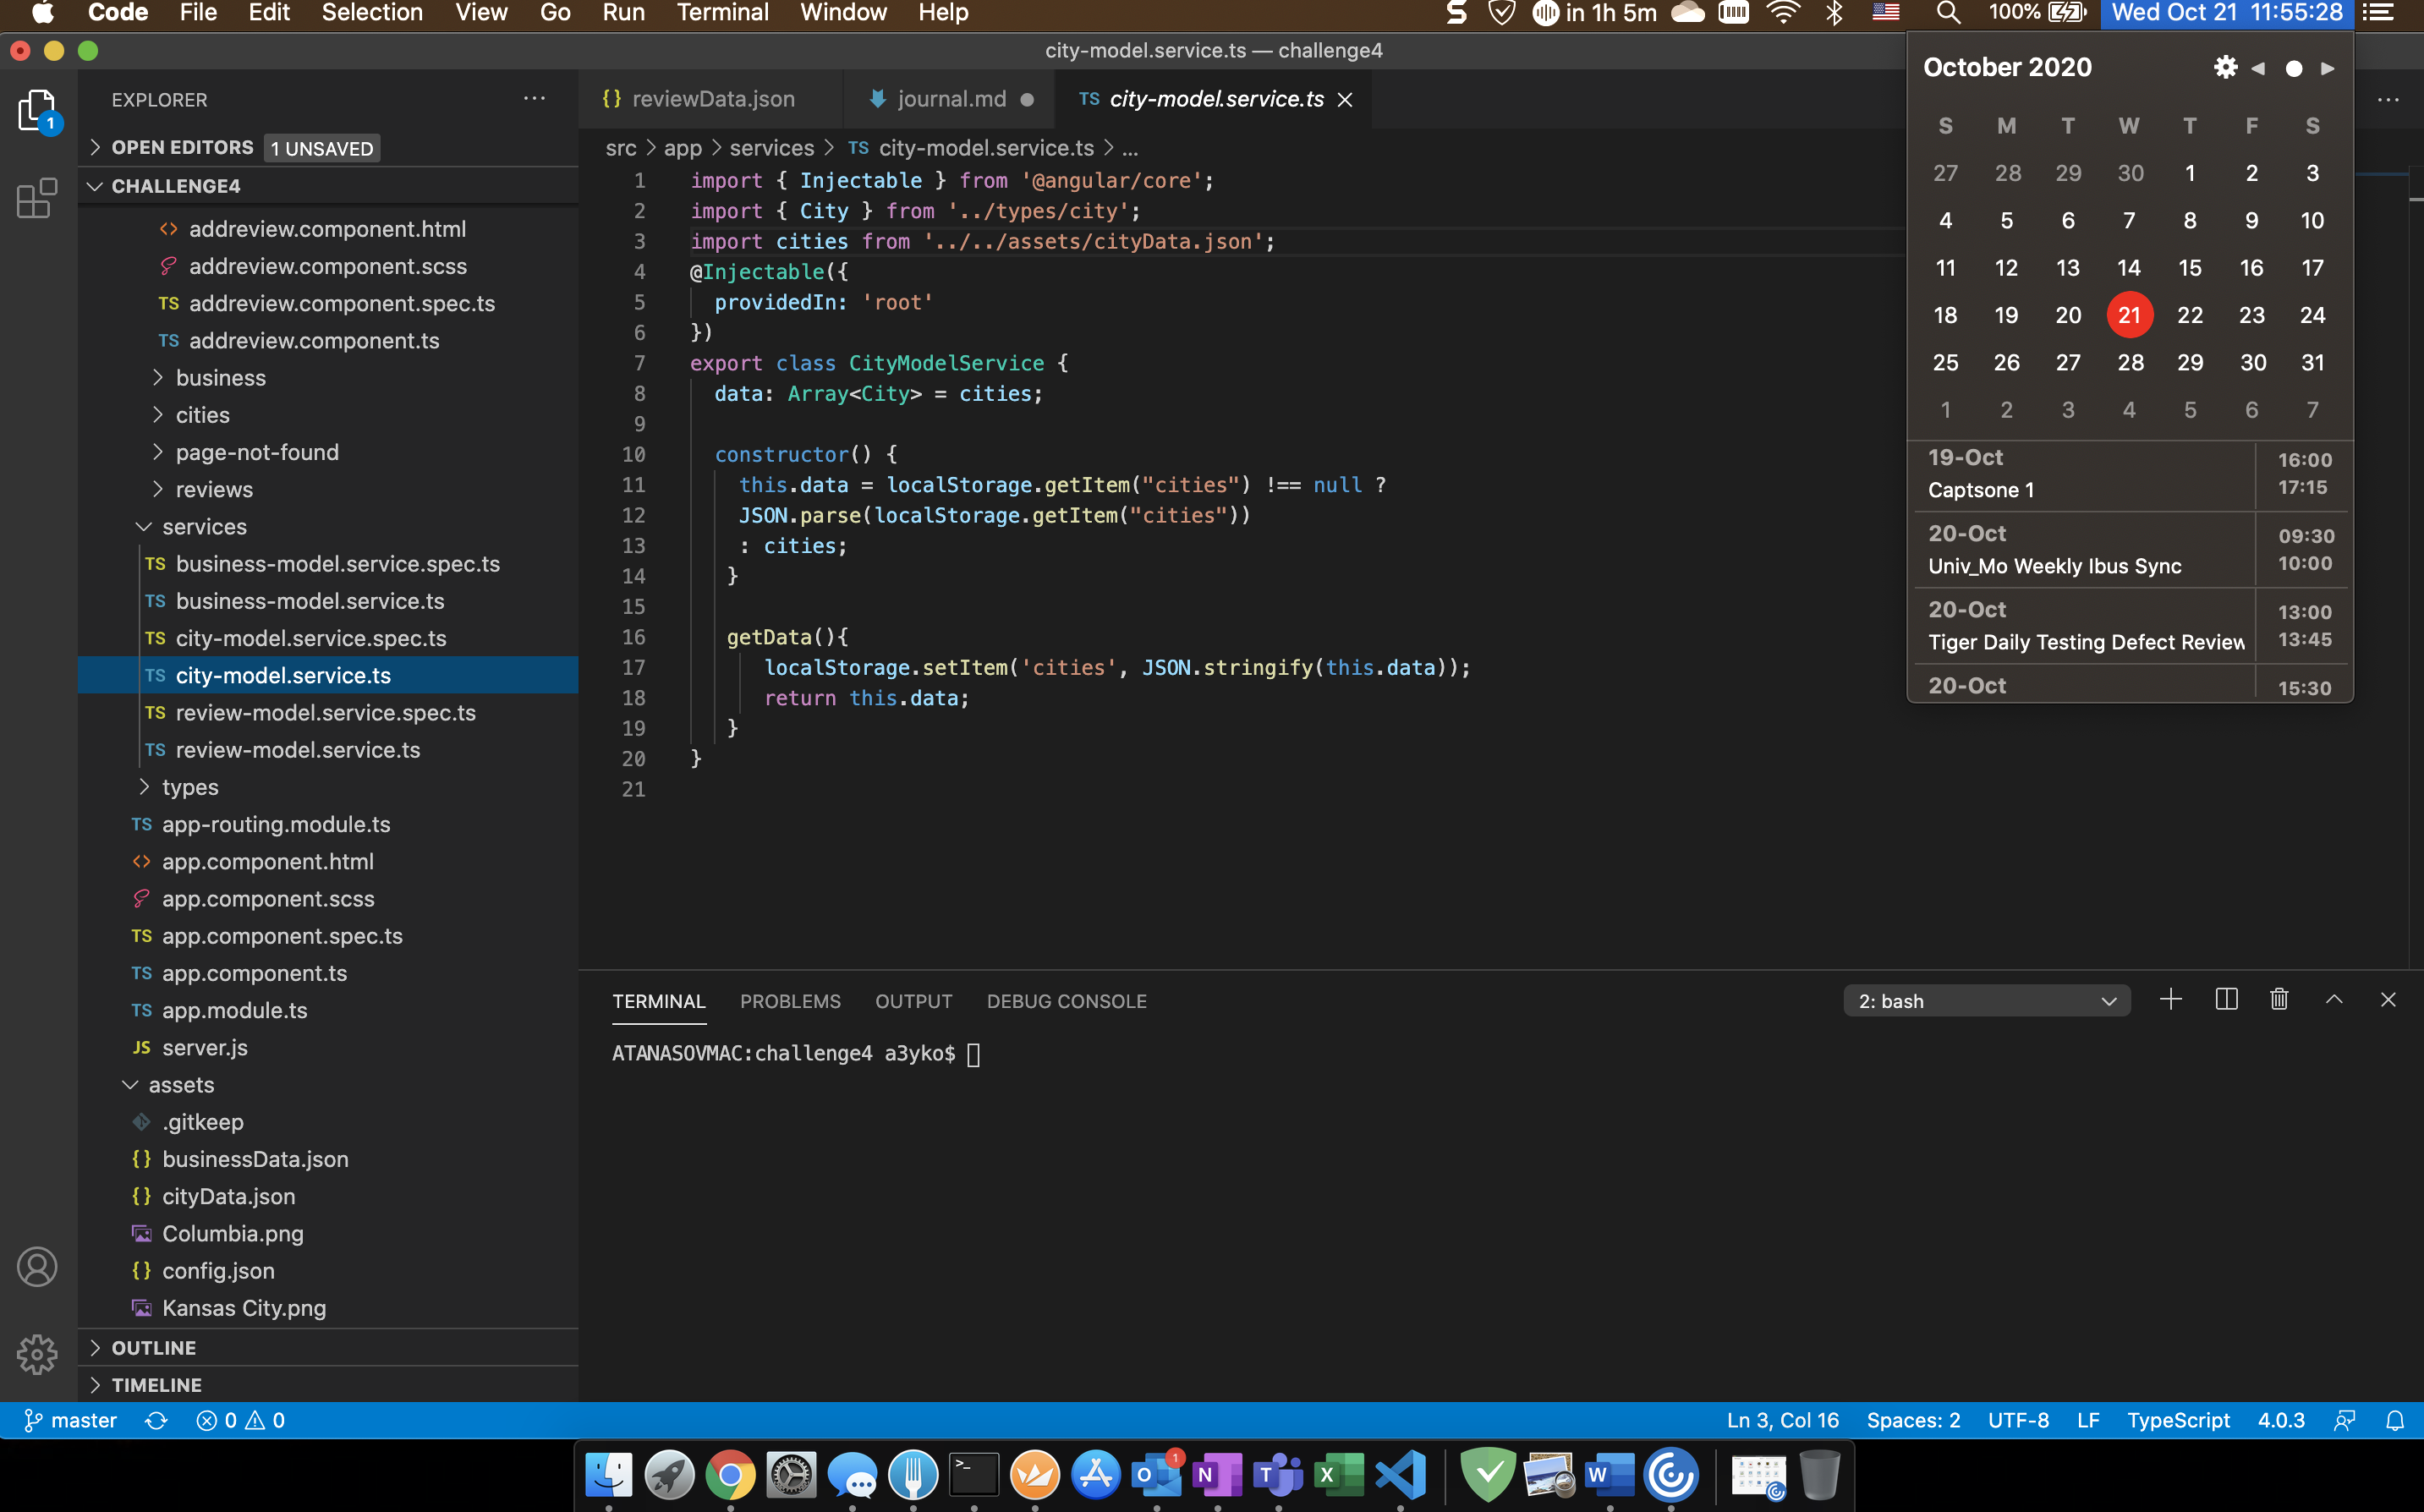 Code File Edit Selection View Go Run Terminal Window Help
in 1h 5m 100% Wed Oct 21 11:55:28
city-model.service.ts — challenge4
EXPLORER
1
OPEN EDITORS 1 UNSAVED
CHALLENGE4
addreview.component.html
addreview.component.scss
TS addreview.component.spec.ts
TS addreview.component.ts
business
cities
page-not-found
reviews
services
TS business-model.service.spec.ts
TS business-model.service.ts
TS city-model.service.spec.ts
TS city-model.service.ts
TS review-model.service.spec.ts
TS review-model.service.ts
types
TS app-routing.module.ts
<> app.component.html
app.component.scss
TS app.component.spec.ts
TS app.component.ts
TS app.module.ts
JS server.js
assets
.gitkeep
{} businessData.json
{} cityData.json
Columbia.png
{} config.json
Kansas City.png
OUTLINE
TIMELINE
{} reviewData.json journal.md TS city-model.service.ts
src > app > services > TS city-model.service.ts > ...
1 import { Injectable } from '@angular/core';
2 import { City } from '../types/city';
3 import cities from '../../assets/cityData.json';
4 @Injectable({
5 providedIn: 'root'
6 })
7 export class CityModelService {
8 data: Array<City> = cities;
9
10 constructor() {
11 this.data = localStorage.getItem("cities") !== null ?
12 JSON.parse(localStorage.getItem("cities"))
13 : cities;
14 }
15
16 getData(){
17 localStorage.setItem('cities', JSON.stringify(this.data));
18 return this.data;
19 }
20 }
21
October 2020
S M T W T F S
27 28 29 30 1 2 3
4 5 6 7 8 9 10
11 12 13 14 15 16 17
18 19 20 21 22 23 24
25 26 27 28 29 30 31
1 2 3 4 5 6 7
19-Oct 16:00
Captsone 1 17:15
20-Oct 09:30
Univ_Mo Weekly Ibus Sync 10:00
20-Oct 13:00
Tiger Daily Testing Defect Review 13:45
20-Oct 15:30
TERMINAL PROBLEMS OUTPUT DEBUG CONSOLE 2: bash
ATANASOVMAC:challenge4 a3yko$
master 0 0 Ln 3, Col 16 Spaces: 2 UTF-8 LF TypeScript 4.0.3
>_ O 1 N T X W